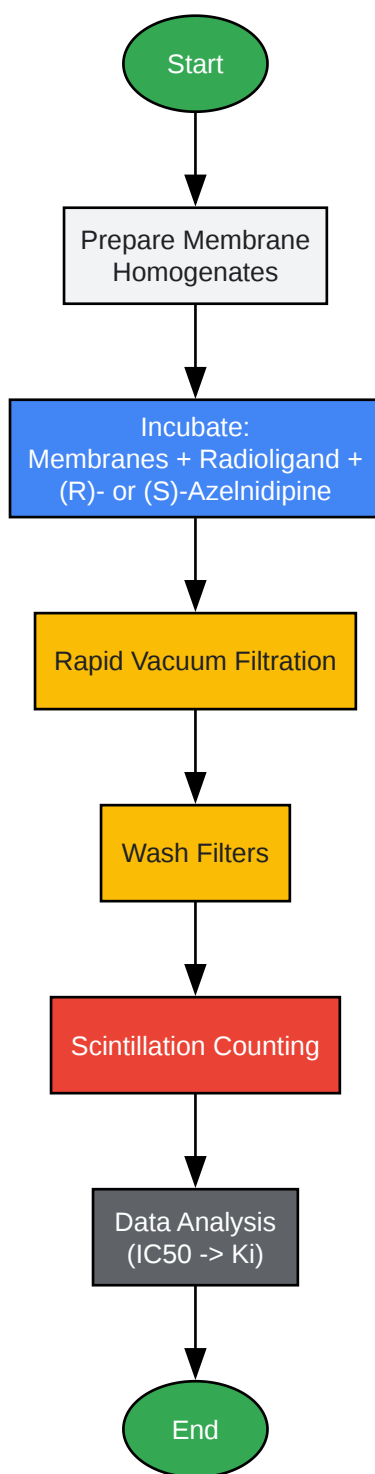 Start
Prepare Membrane
Homogenates
Incubate:
Membranes + Radioligand +
(R)- or (S)-Azelnidipine
Rapid Vacuum Filtration
Wash Filters
Scintillation Counting
Data Analysis
(IC50 -> Ki)
End